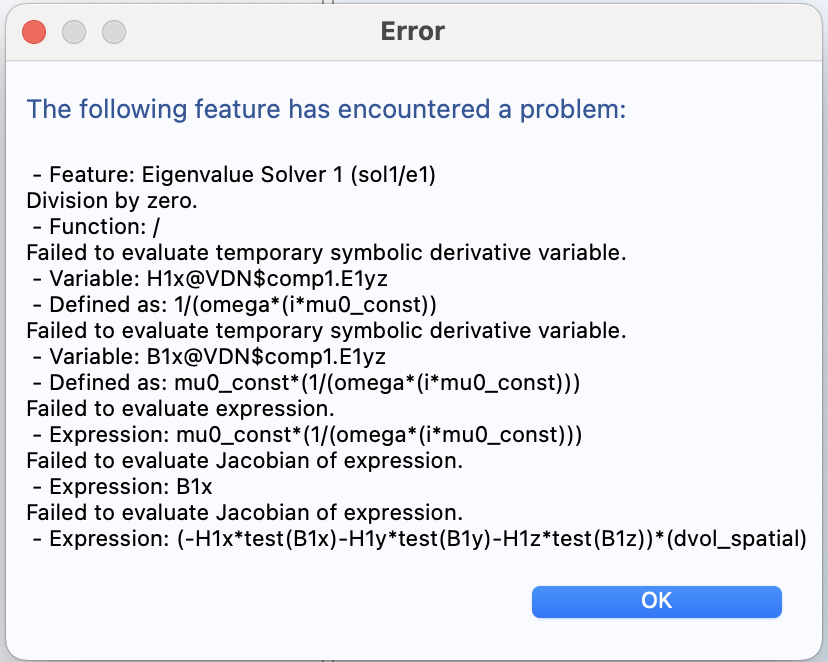 Error
The following feature has encountered a problem:
- Feature: Eigenvalue Solver 1 (sol1/e1)
Division by zero.
- Function: /
Failed to evaluate temporary symbolic derivative variable.
- Variable: H1x@VDN$comp1.E1yz
- Defined as: 1/(omega*(i*mu0_const))
Failed to evaluate temporary symbolic derivative variable.
- Variable: B1x@VDN$comp1.E1yz
- Defined as: mu0_const*(1/(omega*(i*mu0_const)))
Failed to evaluate expression.
- Expression: mu0_const*(1/(omega*(i*mu0_const)))
Failed to evaluate Jacobian of expression.
- Expression: B1x
Failed to evaluate Jacobian of expression.
- Expression: (-H1x*test(B1x)-H1y*test(B1y)-H1z*test(B1z))*(dvol_spatial)
OK